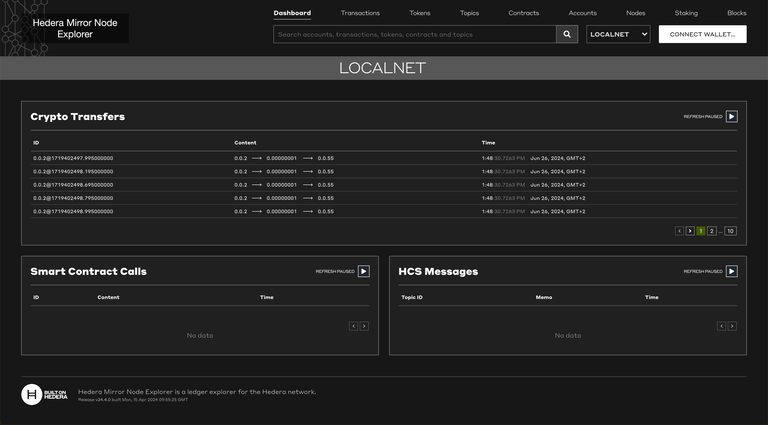 Hedera Mirror Node
Explorer
Dashboard Transactions Tokens Topics Contracts Accounts Nodes Staking Blocks
Search accounts, transactions, tokens, contracts and topics LOCALNET CONNECT WALLET...
LOCALNET
Crypto Transfers REFRESH PAUSED
ID Content Time
0.0.2@1719402497.995000000 0.0.2 → 0.00000001 → 0.0.55 1:48:30.7263 PM Jun 26, 2024, GMT+2
0.0.2@1719402498.195000000 0.0.2 → 0.00000001 → 0.0.55 1:48:30.7263 PM Jun 26, 2024, GMT+2
0.0.2@1719402498.695000000 0.0.2 → 0.00000001 → 0.0.55 1:48:30.7263 PM Jun 26, 2024, GMT+2
0.0.2@1719402498.795000000 0.0.2 → 0.00000001 → 0.0.55 1:48:30.7263 PM Jun 26, 2024, GMT+2
0.0.2@1719402498.995000000 0.0.2 → 0.00000001 → 0.0.55 1:48:30.7263 PM Jun 26, 2024, GMT+2
< > 1 2 ... 10
Smart Contract Calls REFRESH PAUSED
ID Content Time
No data
< >
HCS Messages REFRESH PAUSED
Topic ID Memo Time
No data
< >
BUILT ON
HEDERA
Hedera Mirror Node Explorer is a ledger explorer for the Hedera network.
Release v24.4.0 built Mon, 15 Apr 2024 09:55:25 GMT